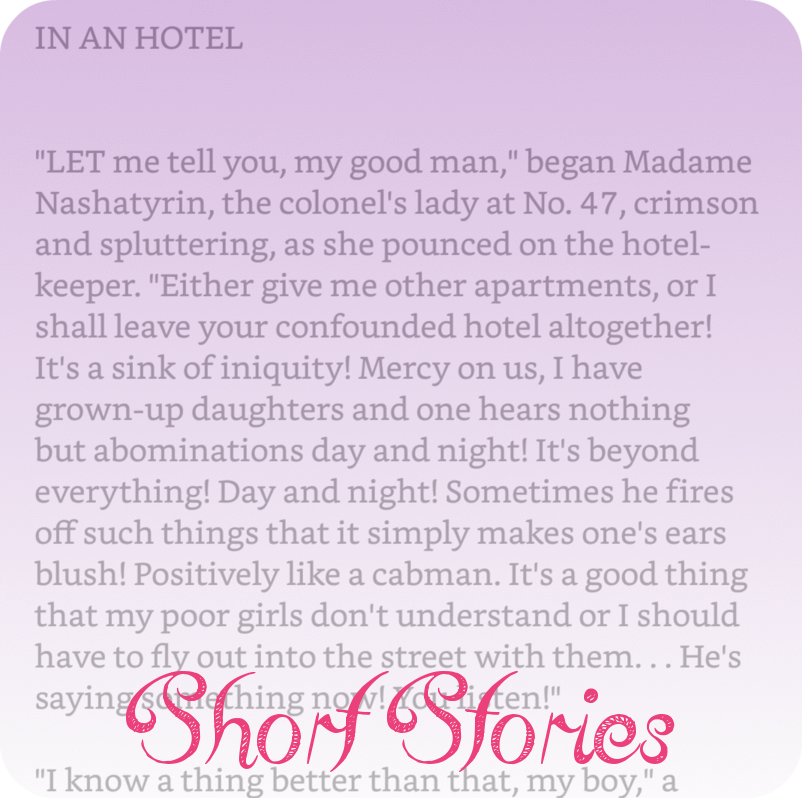 IN AN HOTEL
"LET me tell you, my good man," began Madame
Nashatyrin, the colonel's lady at No. 47, crimson
and spluttering, as she pounced on the hotel-
keeper. "Either give me other apartments, or I
shall leave your confounded hotel altogether!
It's a sink of iniquity! Mercy on us, I have
grown-up daughters and one hears nothing
but abominations day and night! It's beyond
everything! Day and night! Sometimes he fires
off such things that it simply makes one's ears
blush! Positively like a cabman. It's a good thing
that my poor girls don't understand or I should
have to fly out into the street with them. . . He's
saying something now! You listen!"
Short Stories
"I know a thing better than that, my boy," a